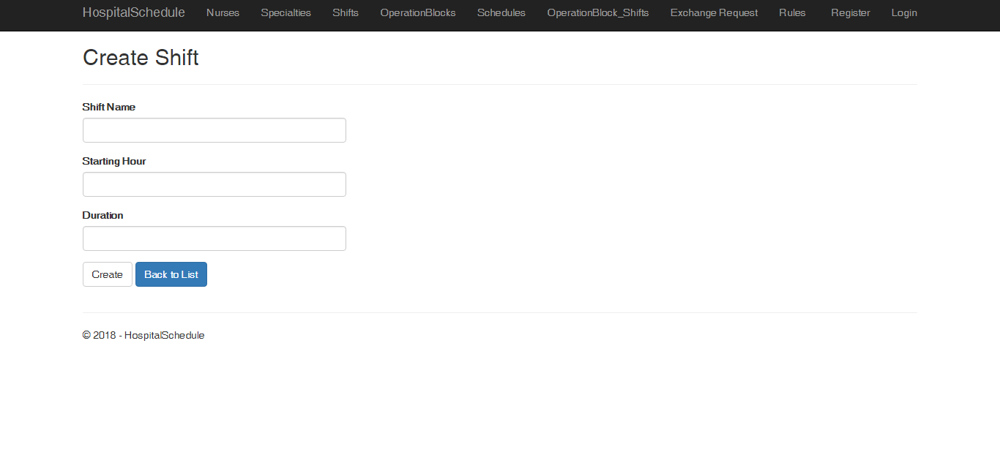 HospitalSchedule Nurses Specialties Shifts OperationBlocks Schedules OperationBlock_Shifts Exchange Request Rules Register Login
Create Shift
Shift Name
Starting Hour
Duration
Create Back to List
© 2018 - HospitalSchedule